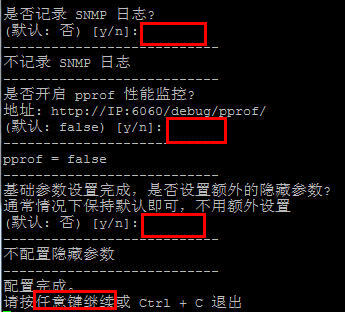 是否记录 SNMP 日志?
(默认: 否) [y/n]:
------------------------
不记录 SNMP 日志
------------------------
是否开启 pprof 性能监控?
地址: http://IP:6060/debug/pprof/
(默认: false) [y/n]:
------------------------
pprof = false
------------------------
基础参数设置完成, 是否设置额外的隐藏参数?
通常情况下保持默认即可, 不用额外设置
(默认: 否) [y/n]:
------------------------
不配置隐藏参数
------------------------
配置完成。
请按任意键继续或 Ctrl + C 退出